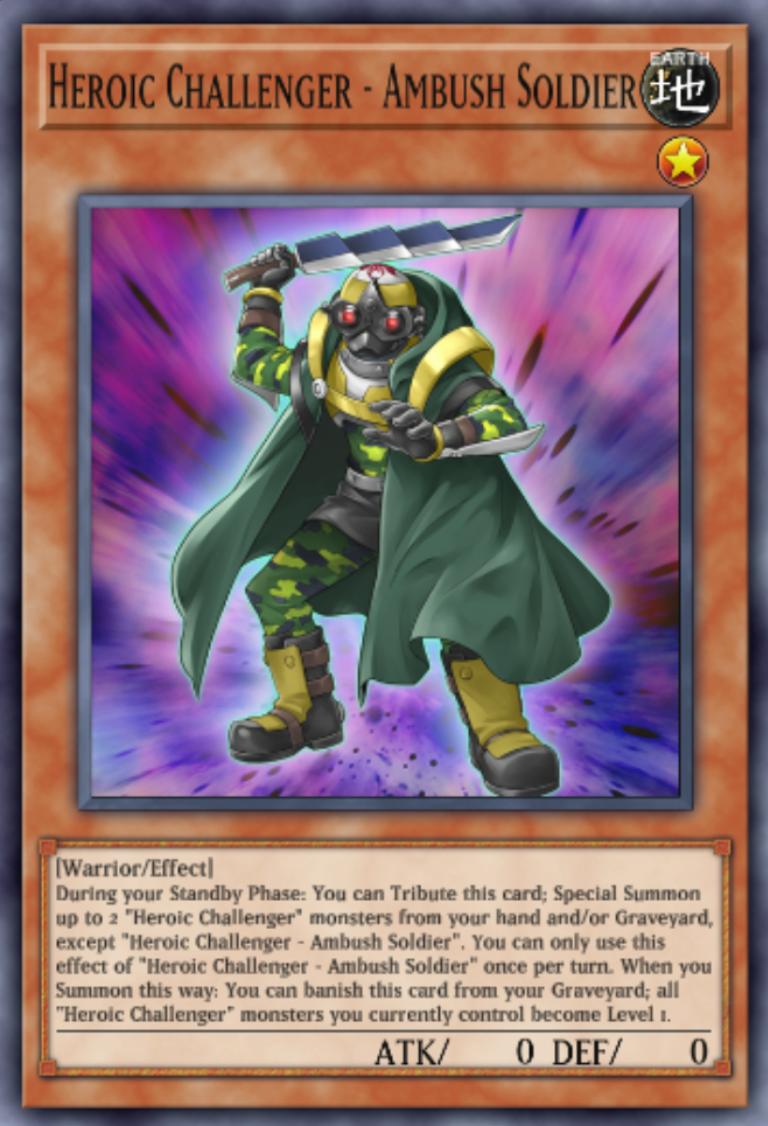 HEROIC CHALLENGER - AMBUSH SOLDIER
EARTH
地
[Warrior/Effect]
During your Standby Phase: You can Tribute this card; Special Summon
up to 2 "Heroic Challenger" monsters from your hand and/or Graveyard,
except "Heroic Challenger - Ambush Soldier". You can only use this
effect of "Heroic Challenger - Ambush Soldier" once per turn. When you
Summon this way: You can banish this card from your Graveyard; all
"Heroic Challenger" monsters you currently control become Level 1.
ATK/ 0 DEF/ 0